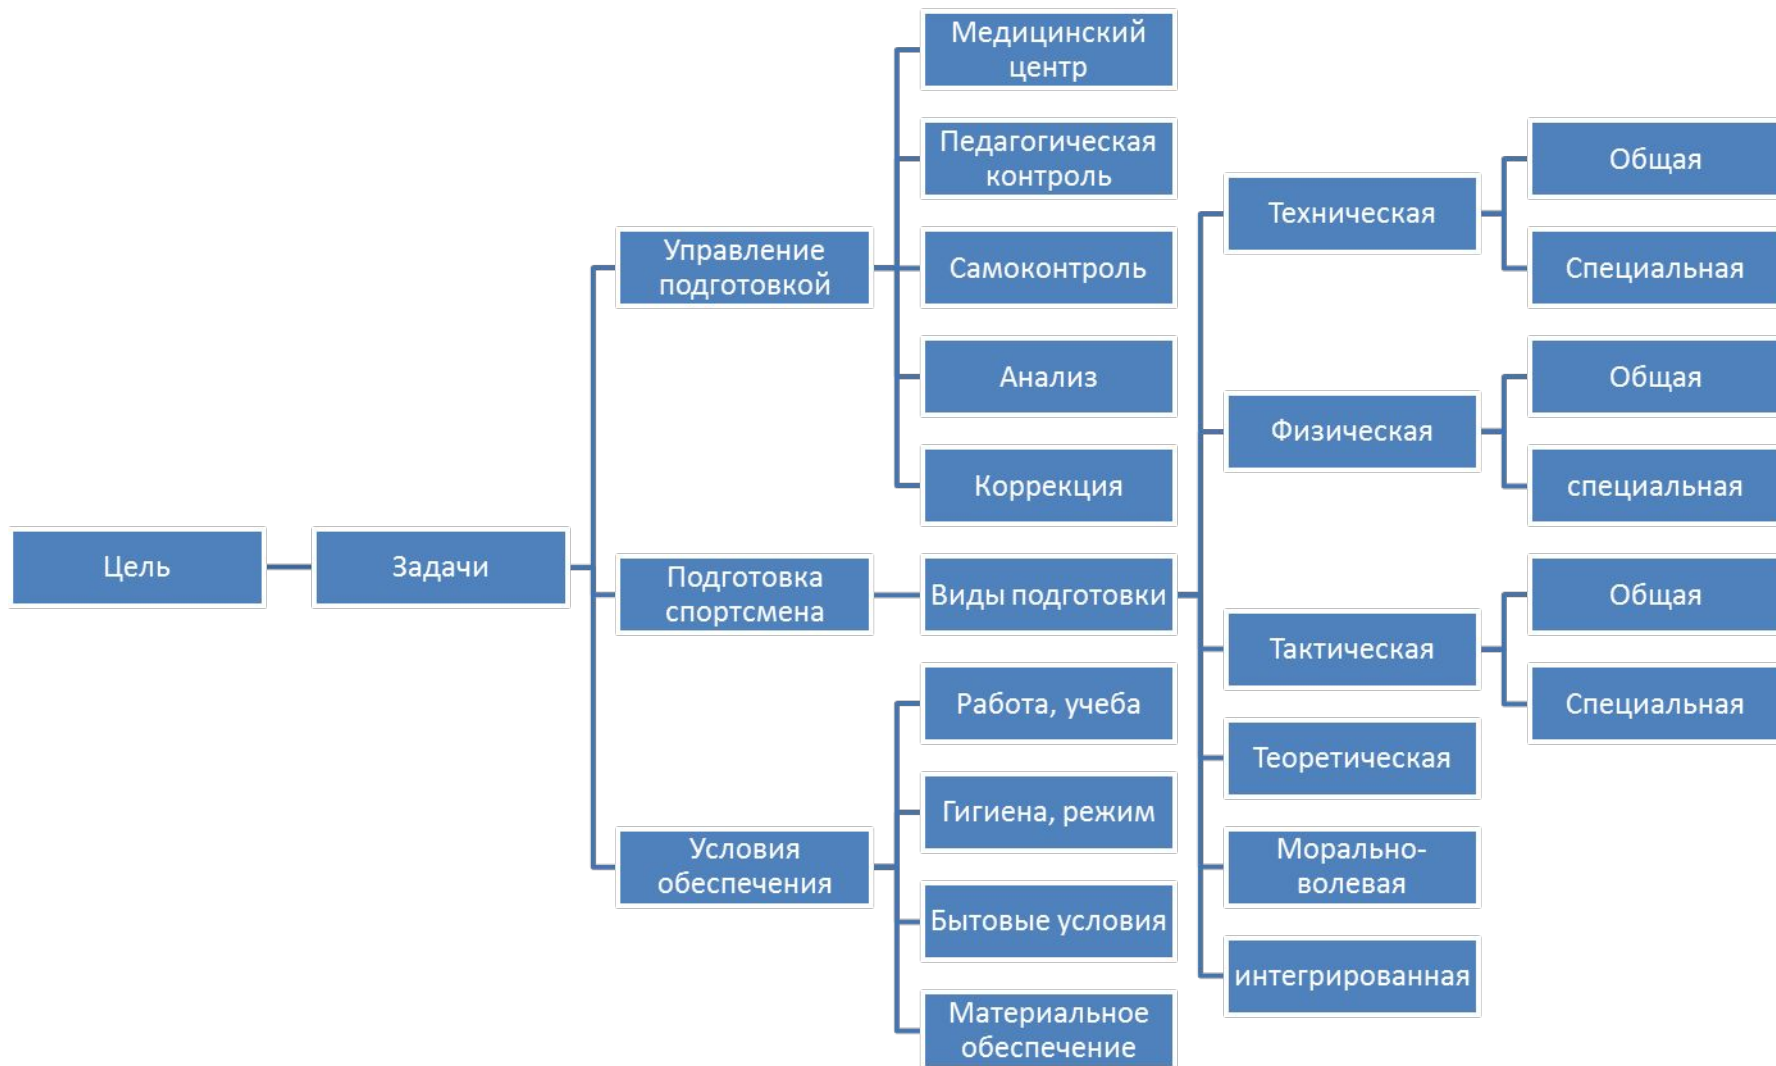 Цель
Задачи
Управление
подготовкой
Подготовка
спортсмена
Условия
обеспечения
Медицинский
центр
Педагогическая
контроль
Самоконтроль
Анализ
Коррекция
Виды подготовки
Работа, учеба
Гигиена, режим
Бытовые условия
Материальное
обеспечение
Техническая
Физическая
Тактическая
Теоретическая
Морально-
волевая
интегрированная
Общая
Специальная
Общая
специальная
Общая
Специальная